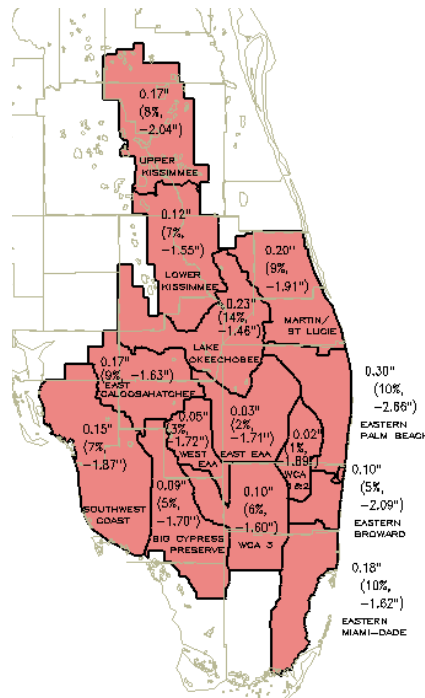 0.17"
(8%,
-2.04")
UPPER
KISSIMMEE
0.12"
(7%,
-1.55")
LOWER
KISSIMMEE
0.20"
(9%,
-1.91")
MARTIN/
ST LUCIE
0.23"
(14%,
-1.46")
LAKE
OKEECHOBEE
0.17"
(9%, -1.63")
EAST
CALOOSAHATCHEE
0.30"
(10%,
-2.66")
EASTERN
PALM BEACH
0.15"
(7%,
-1.87")
SOUTHWEST
COAST
0.05"
(3%,
-1.72")
WEST
EAA
0.03"
(2%,
-1.71")
EAST EAA
0.02"
(1%,
-1.89")
WCA
1&2
0.09"
(5%,
-1.70")
BIG CYPRESS
PRESERVE
0.10"
(6%,
-1.60")
WCA 3
0.10"
(5%,
-2.09")
EASTERN
BROWARD
0.18"
(10%,
-1.62")
EASTERN
MIAMI-DADE